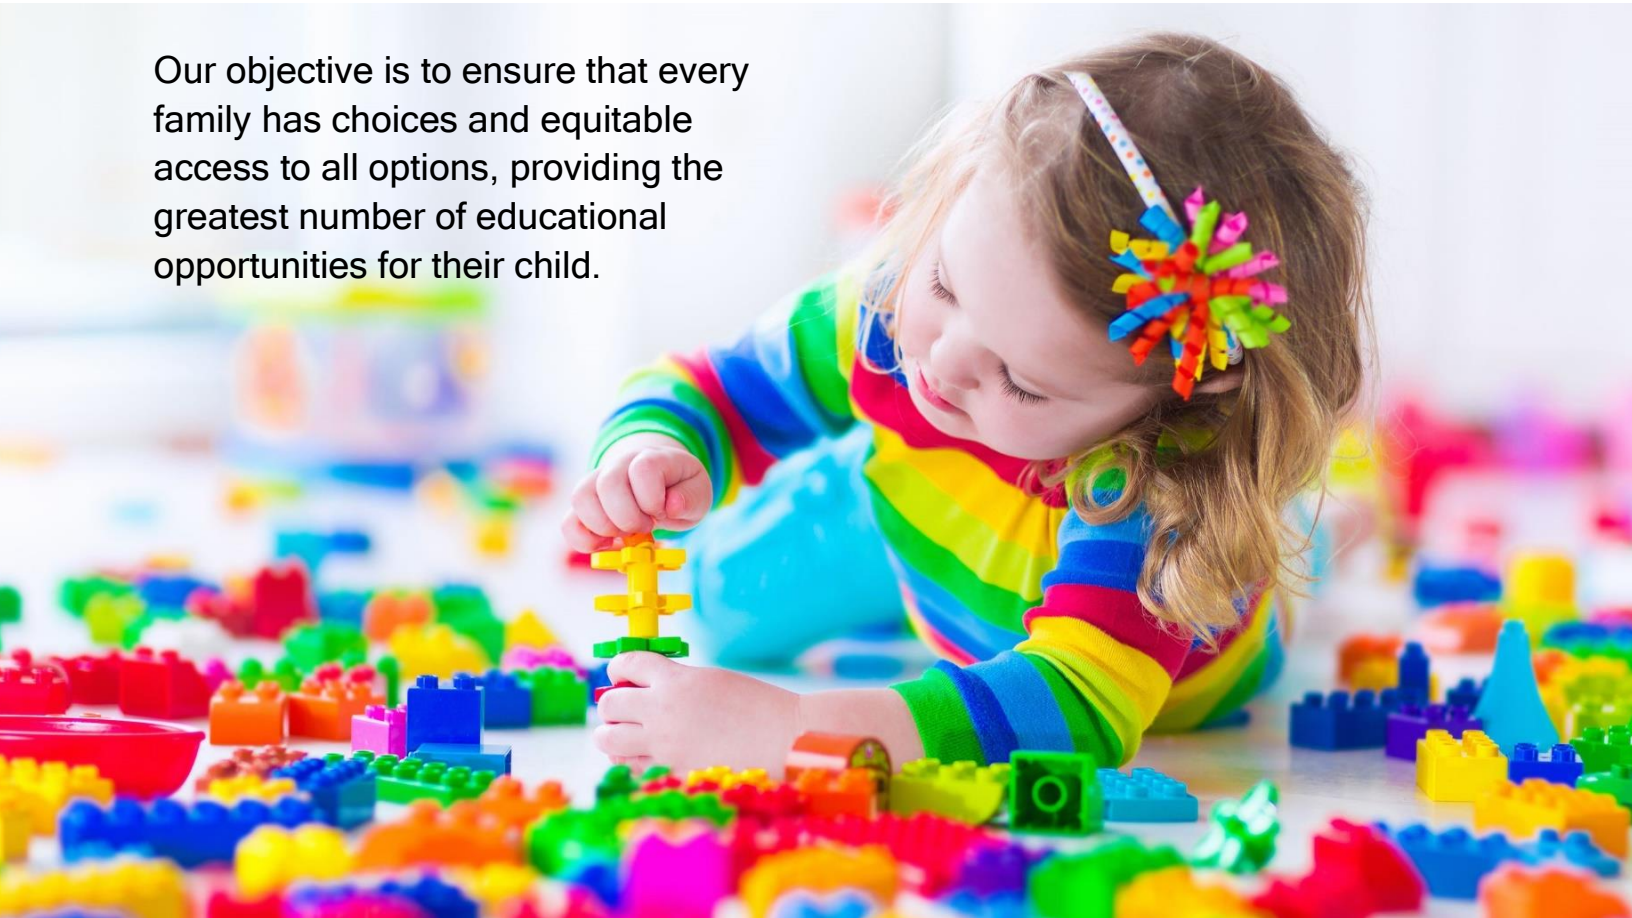 Our objective is to ensure that every
family has choices and equitable
access to all options, providing the
greatest number of educational
opportunities for their child.